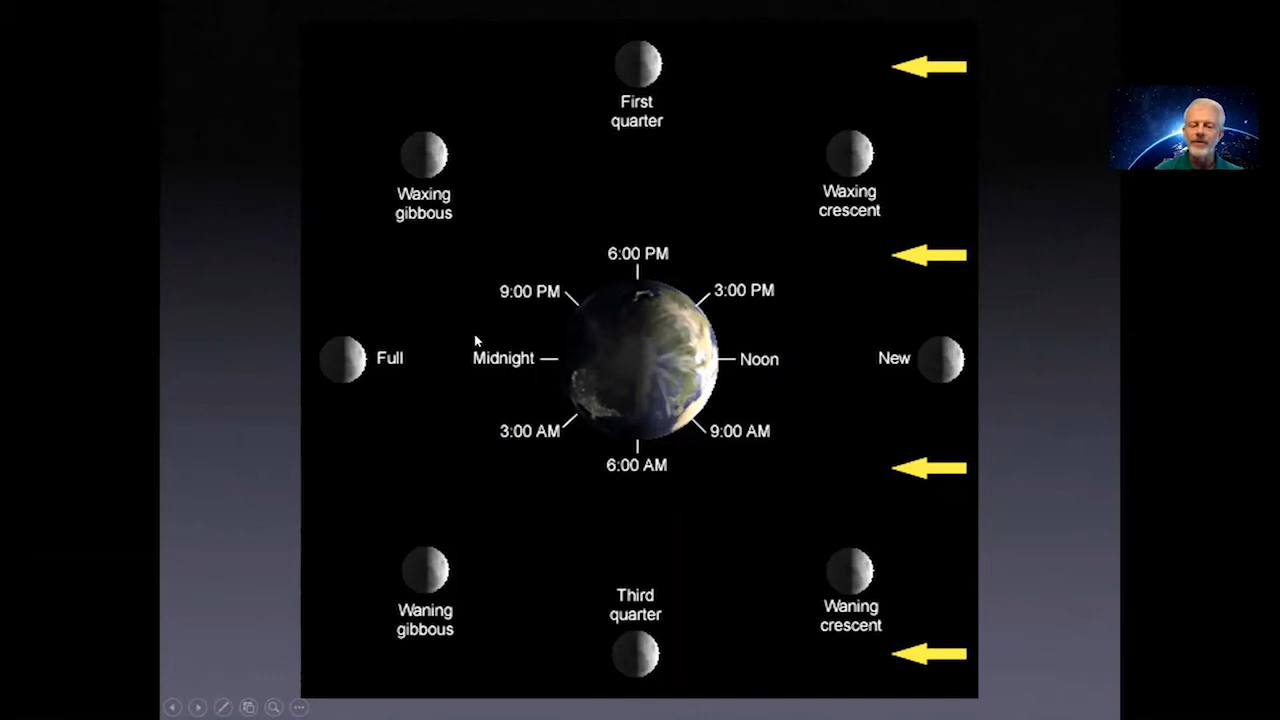 First
quarter
Waxing
gibbous
Waxing
crescent
6:00 PM
9:00 PM
3:00 PM
Full
Midnight
Noon
New
3:00 AM
9:00 AM
6:00 AM
Waning
gibbous
Third
quarter
Waning
crescent